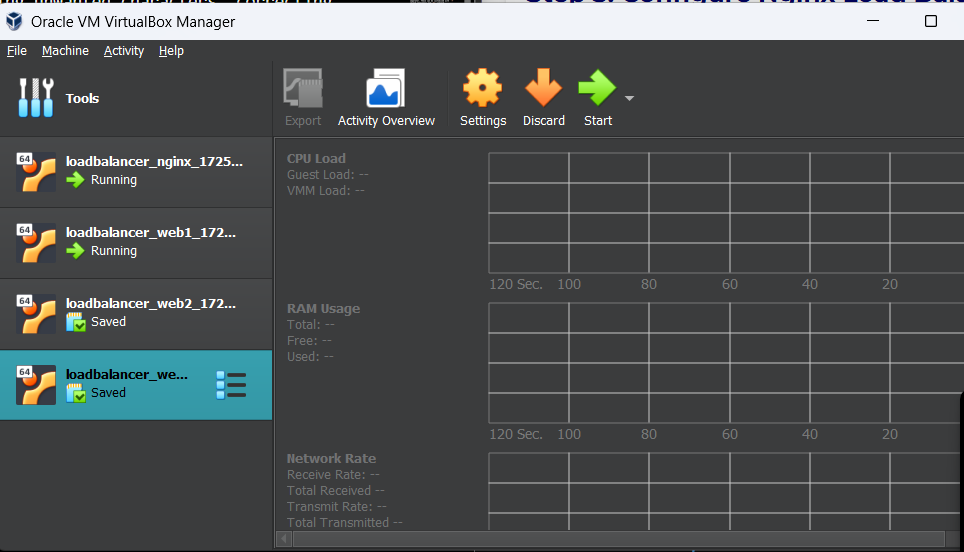 Oracle VM VirtualBox Manager
File Machine Activity Help
Tools
Export
Activity Overview
Settings
Discard
Start
64
loadbalancer_nginx_1725...
Running
64
loadbalancer_web1_172...
Running
64
loadbalancer_web2_172...
Saved
64
loadbalancer_we...
Saved
CPU Load
Guest Load: --
VMM Load: --
120 Sec. 100 80 60 40 20
RAM Usage
Total: --
Free: --
Used: --
120 Sec. 100 80 60 40 20
Network Rate
Receive Rate: --
Total Received --
Transmit Rate: --
Total Transmitted --